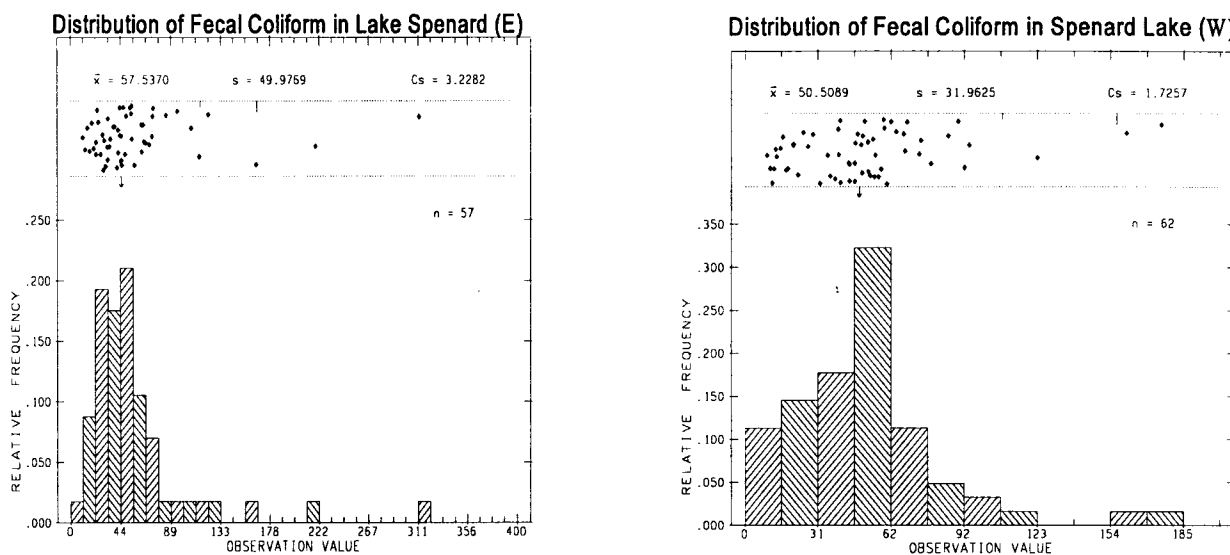 Distribution of Fecal Coliform in Lake Spenard (E)
x̄ = 57.5370 s = 49.9769 Cs = 3.2282
n = 57
.250
.200
.150
.100
.050
.000
RELATIVE FREQUENCY
0 44 89 133 178 222 267 311 356 400
OBSERVATION VALUE
Distribution of Fecal Coliform in Spenard Lake (W)
x̄ = 50.5089 s = 31.9625 Cs = 1.7257
n = 62
.350
.300
.250
.200
.150
.100
.050
.000
RELATIVE FREQUENCY
0 31 62 92 123 154 185
OBSERVATION VALUE